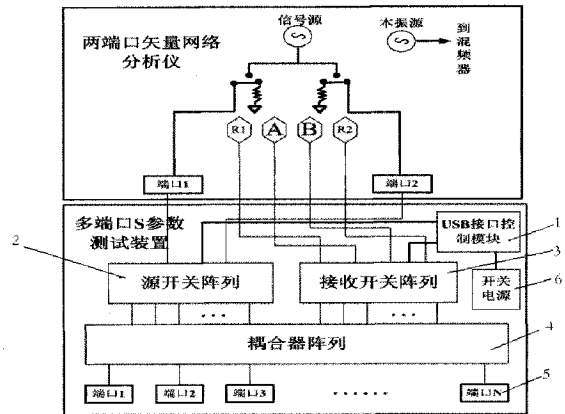 信号源
S
本振源
S
到混频器
两端口矢量网络
分析仪
R1
A
B
R2
端口1
端口2
多端口S参数
测试装置
USB接口控
制模块
1
2
源开关阵列
接收开关阵列
3
开关
电源
6
...
...
耦合器阵列
4
端口1
端口2
端口3
......
端口N
5